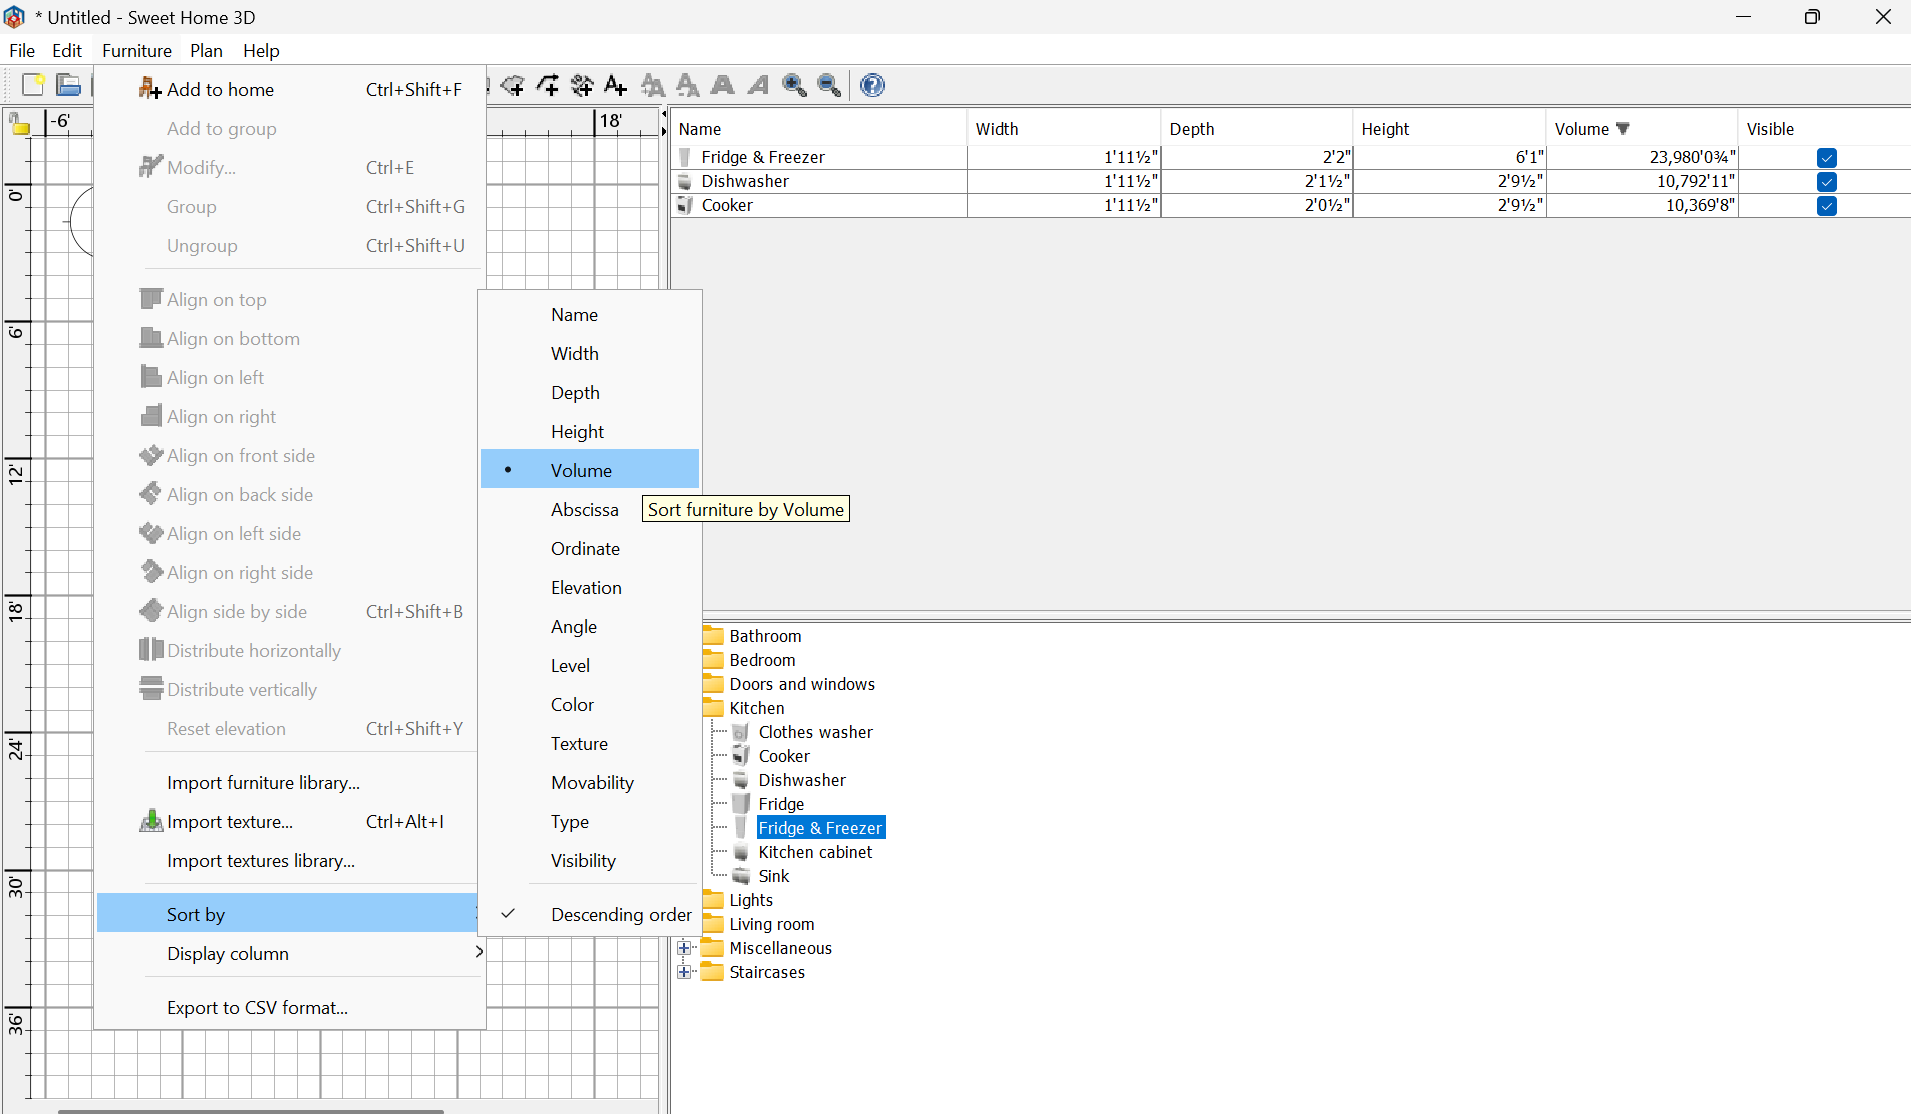 * Untitled - Sweet Home 3D
File Edit Furniture Plan Help
Add to home Ctrl+Shift+F
Add to group
Modify... Ctrl+E
Group Ctrl+Shift+G
Ungroup Ctrl+Shift+U
Align on top
Align on bottom
Align on left
Align on right
Align on front side
Align on back side
Align on left side
Align on right side
Align side by side Ctrl+Shift+B
Distribute horizontally
Distribute vertically
Reset elevation Ctrl+Shift+Y
Import furniture library...
Import texture... Ctrl+Alt+I
Import textures library...
Sort by
Display column
Export to CSV format...
Name
Width
Depth
Height
Volume
Abscissa
Ordinate
Elevation
Angle
Level
Color
Texture
Movability
Type
Visibility
Descending order
Sort furniture by Volume
-6' 18'
0'
6'
12'
18'
24'
30'
36'
Name Width Depth Height Volume Visible
Fridge & Freezer 1'11½" 2'2" 6'1" 23,980'0¾"
Dishwasher 1'11½" 2'1½" 2'9½" 10,792'11"
Cooker 1'11½" 2'0½" 2'9½" 10,369'8"
Bathroom
Bedroom
Doors and windows
Kitchen
Clothes washer
Cooker
Dishwasher
Fridge
Fridge & Freezer
Kitchen cabinet
Sink
Lights
Living room
Miscellaneous
Staircases